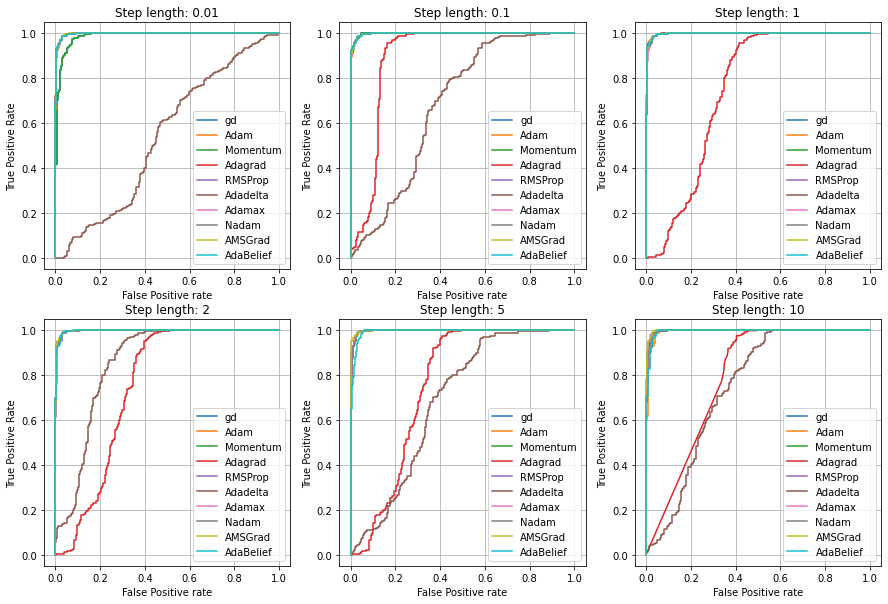 Step length: 0.01
True Positive Rate
1.0
0.8
0.6
0.4
0.2
0.0
gd
Adam
Momentum
Adagrad
RMSProp
Adadelta
Adamax
Nadam
AMSGrad
AdaBelief
0.0 0.2 0.4 0.6 0.8 1.0
False Positive rate
Step length: 0.1
True Positive Rate
1.0
0.8
0.6
0.4
0.2
0.0
gd
Adam
Momentum
Adagrad
RMSProp
Adadelta
Adamax
Nadam
AMSGrad
AdaBelief
0.0 0.2 0.4 0.6 0.8 1.0
False Positive rate
Step length: 1
True Positive Rate
1.0
0.8
0.6
0.4
0.2
0.0
gd
Adam
Momentum
Adagrad
RMSProp
Adadelta
Adamax
Nadam
AMSGrad
AdaBelief
0.0 0.2 0.4 0.6 0.8 1.0
False Positive rate
Step length: 2
True Positive Rate
1.0
0.8
0.6
0.4
0.2
0.0
gd
Adam
Momentum
Adagrad
RMSProp
Adadelta
Adamax
Nadam
AMSGrad
AdaBelief
0.0 0.2 0.4 0.6 0.8 1.0
False Positive rate
Step length: 5
True Positive Rate
1.0
0.8
0.6
0.4
0.2
0.0
gd
Adam
Momentum
Adagrad
RMSProp
Adadelta
Adamax
Nadam
AMSGrad
AdaBelief
0.0 0.2 0.4 0.6 0.8 1.0
False Positive rate
Step length: 10
True Positive Rate
1.0
0.8
0.6
0.4
0.2
0.0
gd
Adam
Momentum
Adagrad
RMSProp
Adadelta
Adamax
Nadam
AMSGrad
AdaBelief
0.0 0.2 0.4 0.6 0.8 1.0
False Positive rate